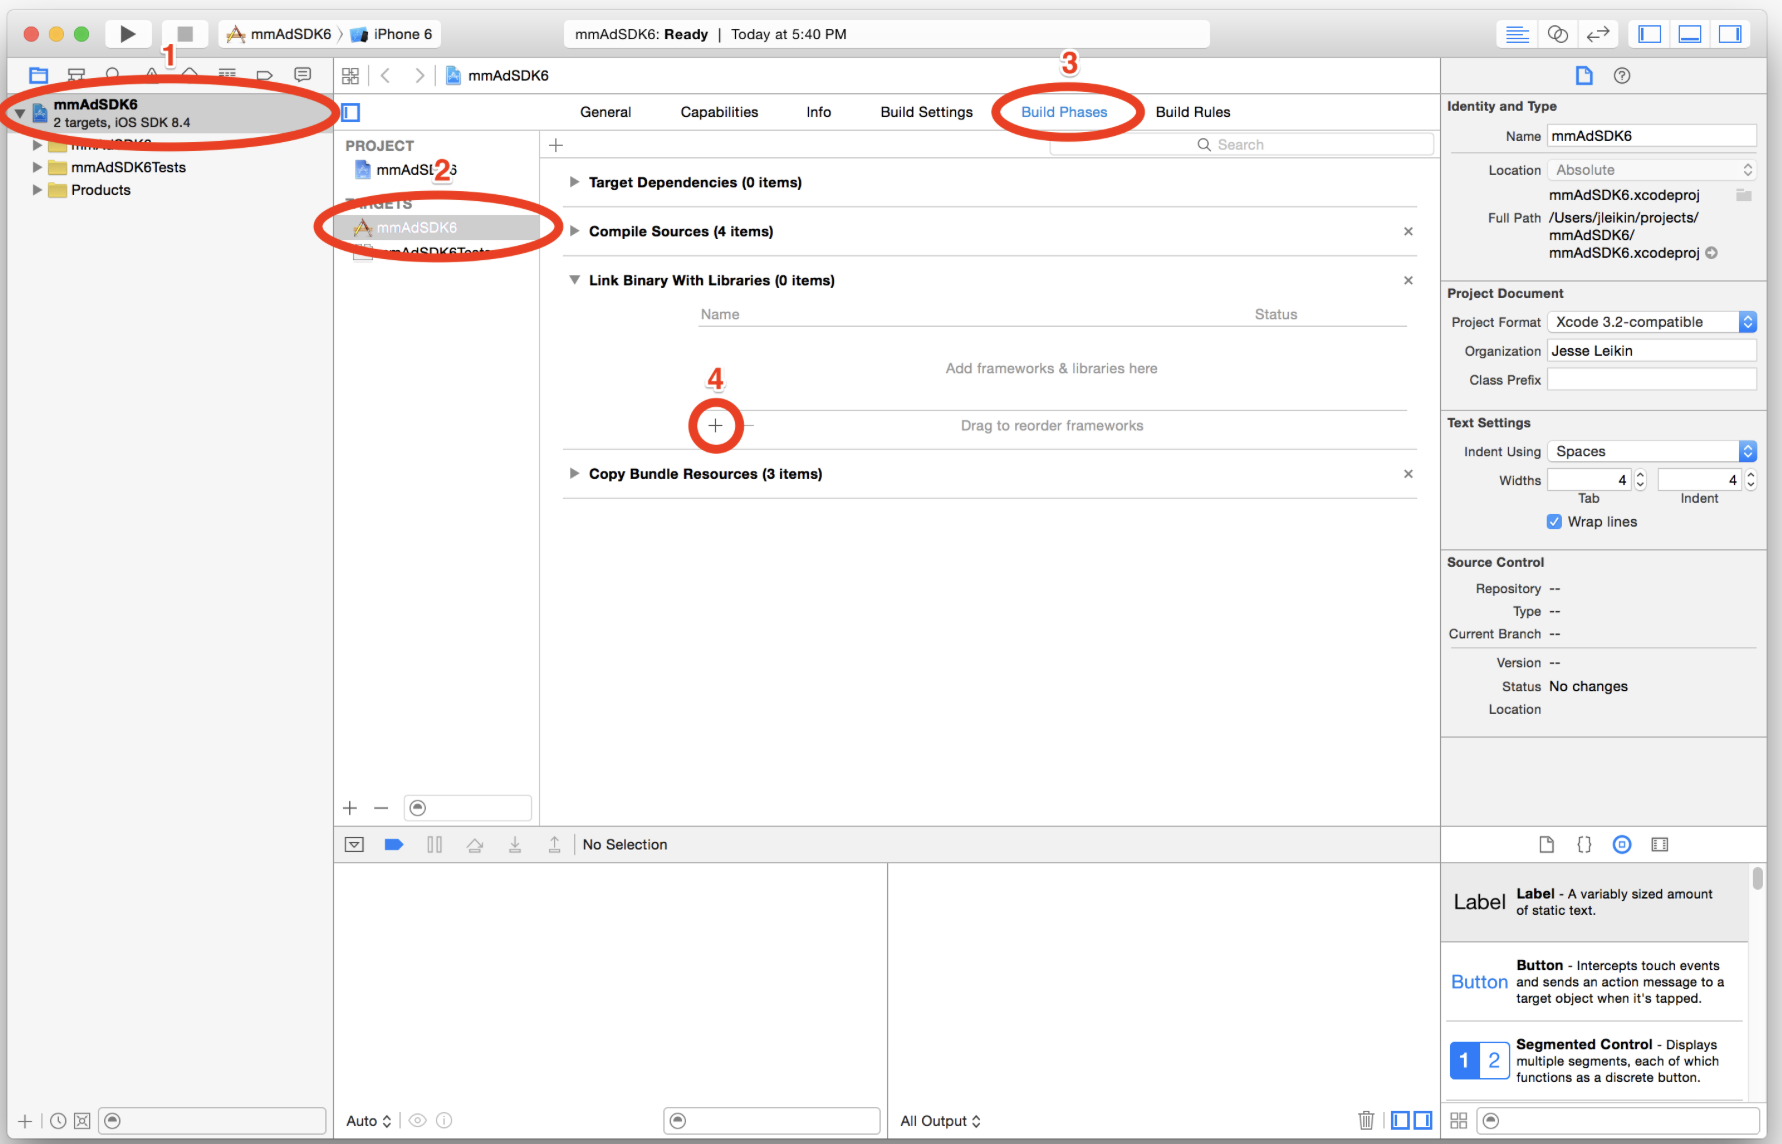 mmAdSDK6 〉 iPhone 6
mmAdSDK6: Ready | Today at 5:40 PM
1
mmAdSDK6
2 targets, iOS SDK 8.4
mmAdSDK6
mmAdSDK6Tests
Products
mmAdSDK6
3
General
Capabilities
Info
Build Settings
Build Phases
Build Rules
PROJECT
mmAdSDK6
2
TARGETS
mmAdSDK6
mmAdSDK6Tests
Search
Target Dependencies (0 items)
Compile Sources (4 items)
Link Binary With Libraries (0 items)
Name
Status
Add frameworks & libraries here
4
Drag to reorder frameworks
Copy Bundle Resources (3 items)
Identity and Type
Name mmAdSDK6
Location Absolute
mmAdSDK6.xcodeproj
Full Path /Users/jleikin/projects/
mmAdSDK6/
mmAdSDK6.xcodeproj
Project Document
Project Format Xcode 3.2-compatible
Organization Jesse Leikin
Class Prefix
Text Settings
Indent Using Spaces
Widths 4 4
Tab Indent
Wrap lines
Source Control
Repository --
Type --
Current Branch --
Version --
Status No changes
Location
No Selection
Auto
All Output
Label
Label - A variably sized amount
of static text.
Button
Button - Intercepts touch events
and sends an action message to a
target object when it's tapped.
1 2
Segmented Control - Displays
multiple segments, each of which
functions as a discrete button.